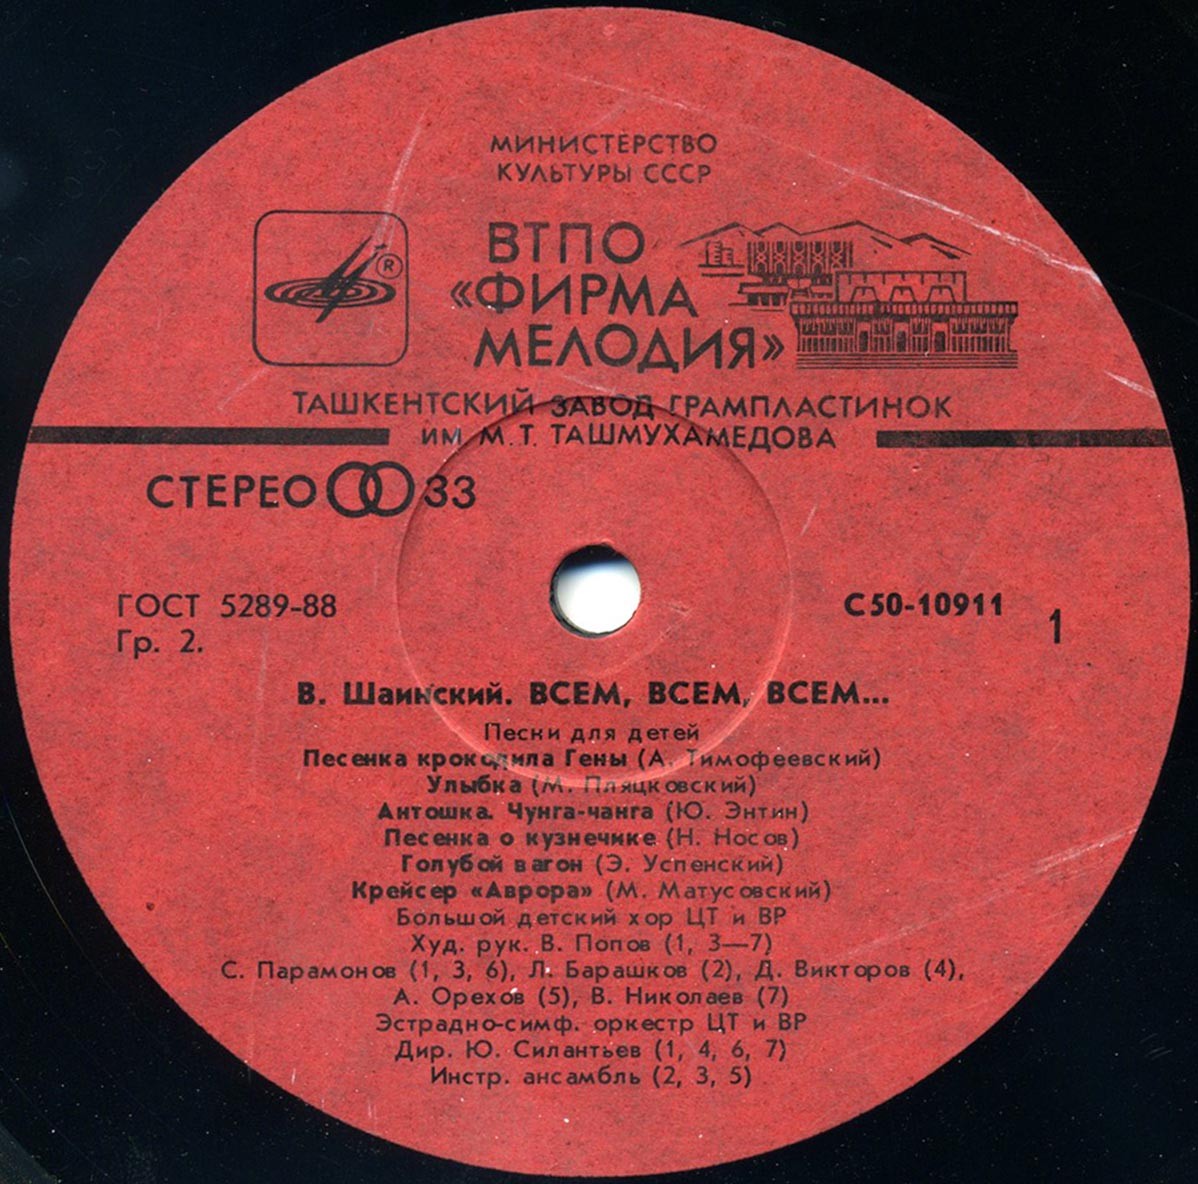 МИНИСТЕРСТВО
КУЛЬТУРЫ СССР
ВТПО
«ФИРМА
МЕЛОДИЯ»
®
ТАШКЕНТСКИЙ ЗАВОД ГРАМПЛАСТИНОК
ИМ М.Т. ТАШМУХАМЕДОВА
СТЕРЕО 33
ГОСТ 5289-88
Гр. 2.
С50-10911
1
В. Шаинский. ВСЕМ, ВСЕМ, ВСЕМ...
Песни для детей
Песенка крокодила Гены (А. Тимофеевский)
Улыбка (М. Пляцковский)
Антошка. Чунга-чанга (Ю. Энтин)
Песенка о кузнечике (Н. Носов)
Голубой вагон (Э. Успенский)
Крейсер «Аврора» (М. Матусовский)
Большой детский хор ЦТ и ВР
Худ. рук. В. Попов (1, 3—7)
С. Парамонов (1, 3, 6), Л. Барашков (2), Д. Викторов (4),
А. Орехов (5), В. Николаев (7)
Эстрадно-симф. оркестр ЦТ и ВР
Дир. Ю. Силантьев (1, 4, 6, 7)
Инстр. ансамбль (2, 3, 5)